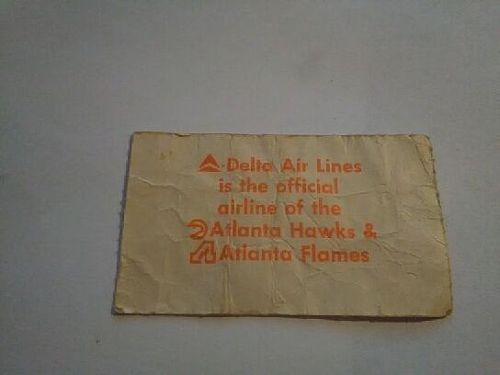 Delta Air Lines
is the official
airline of the
Atlanta Hawks &
Atlanta Flames